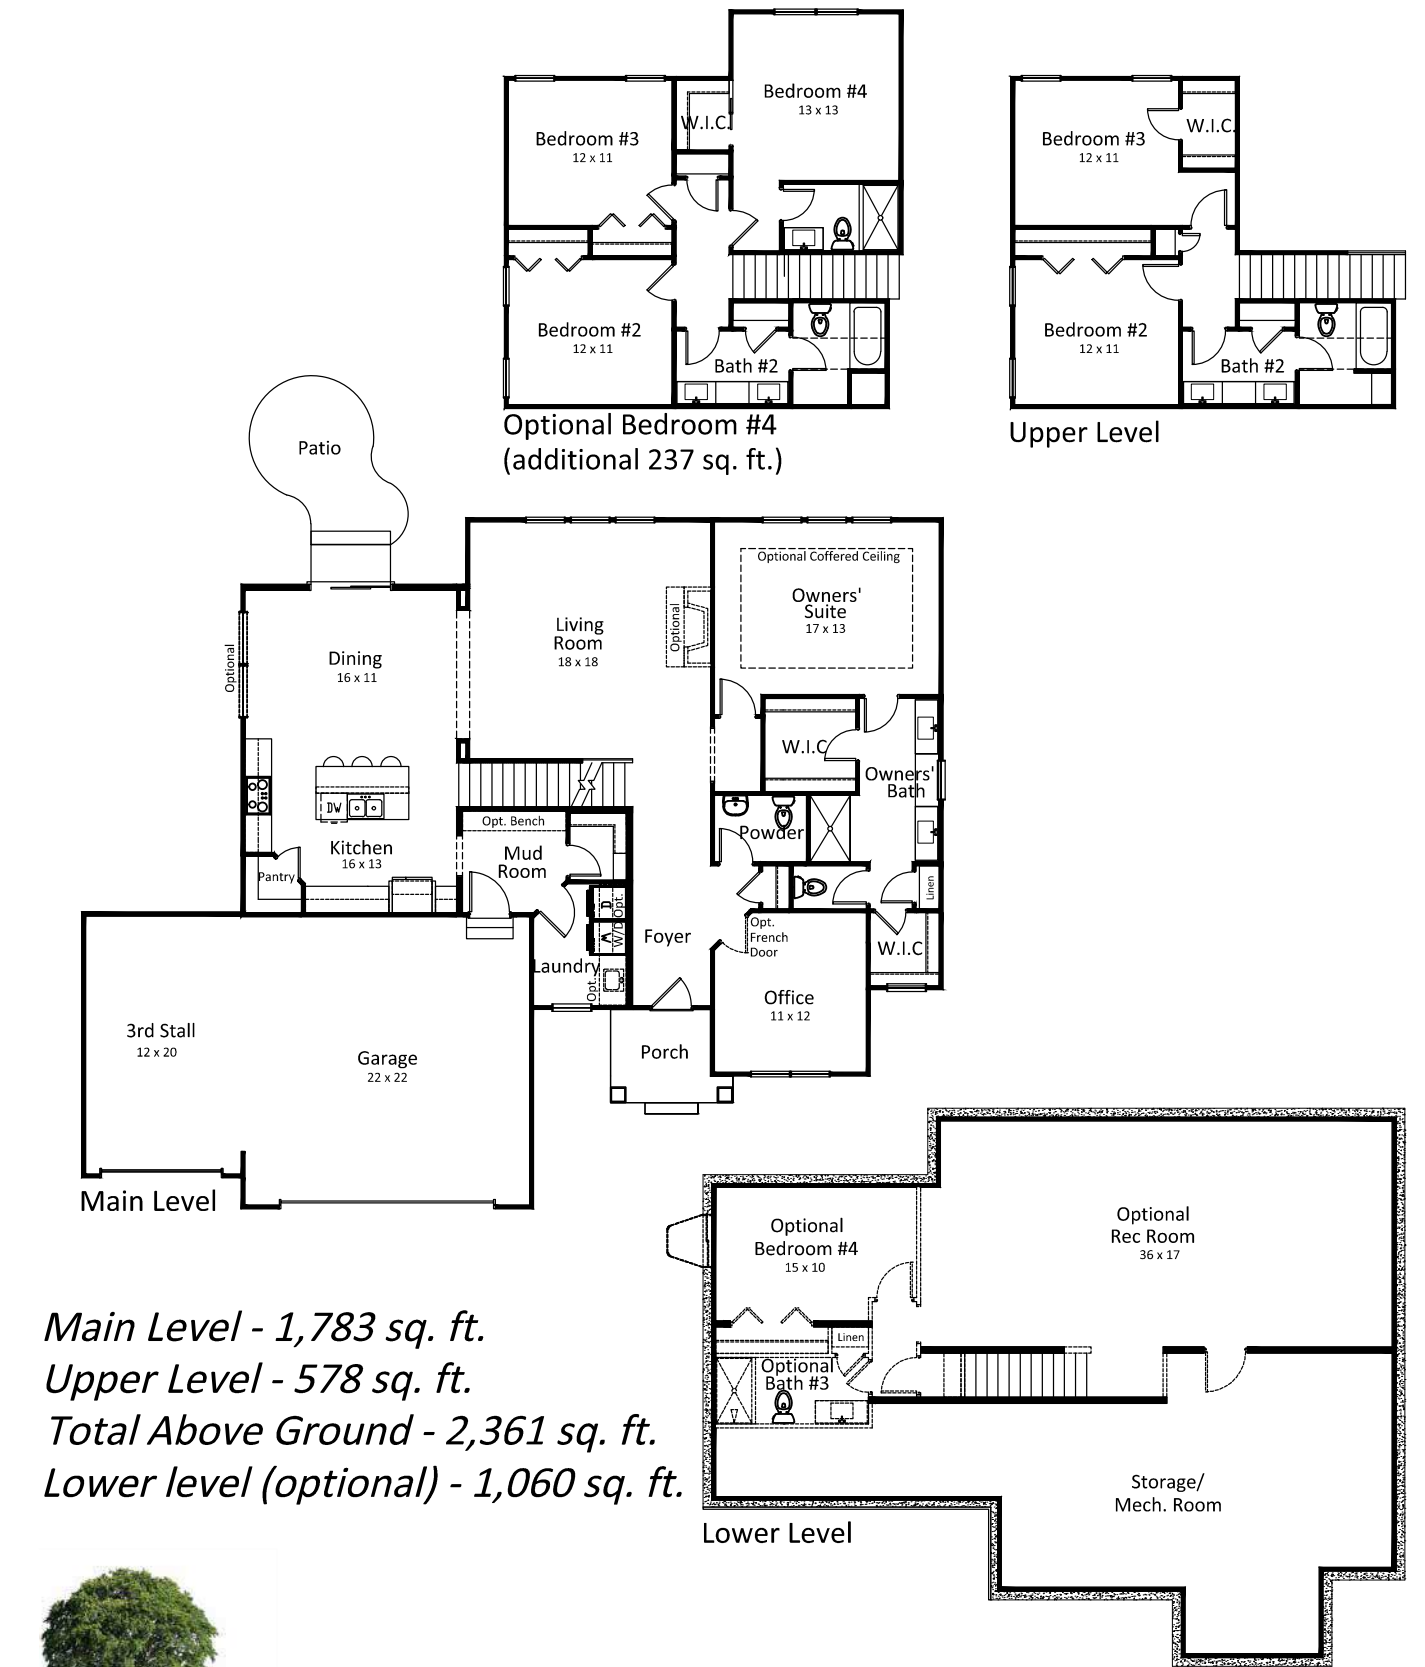 Bedroom #4
13 x 13
W.I.C.
Bedroom #3
12 x 11
Bedroom #2
12 x 11
Bath #2
Optional Bedroom #4
(additional 237 sq. ft.)
Bedroom #3
12 x 11
W.I.C.
Bedroom #2
12 x 11
Bath #2
Upper Level
Patio
Optional
Dining
16 x 11
Living
Room
18 x 18
Optional
Optional Coffered Ceiling
Owners'
Suite
17 x 13
W.I.C
Owners'
Bath
DW
Kitchen
16 x 13
Pantry
Opt. Bench
Mud
Room
Powder
Linen
W.I.C
D
W
W/D Opt.
Laundry
Opt.
Foyer
Opt.
French
Door
Office
11 x 12
Porch
3rd Stall
12 x 20
Garage
22 x 22
Main Level
Optional
Bedroom #4
15 x 10
Optional
Rec Room
36 x 17
Linen
Optional
Bath #3
Storage/
Mech. Room
Lower Level
Main Level - 1,783 sq. ft.
Upper Level - 578 sq. ft.
Total Above Ground - 2,361 sq. ft.
Lower level (optional) - 1,060 sq. ft.